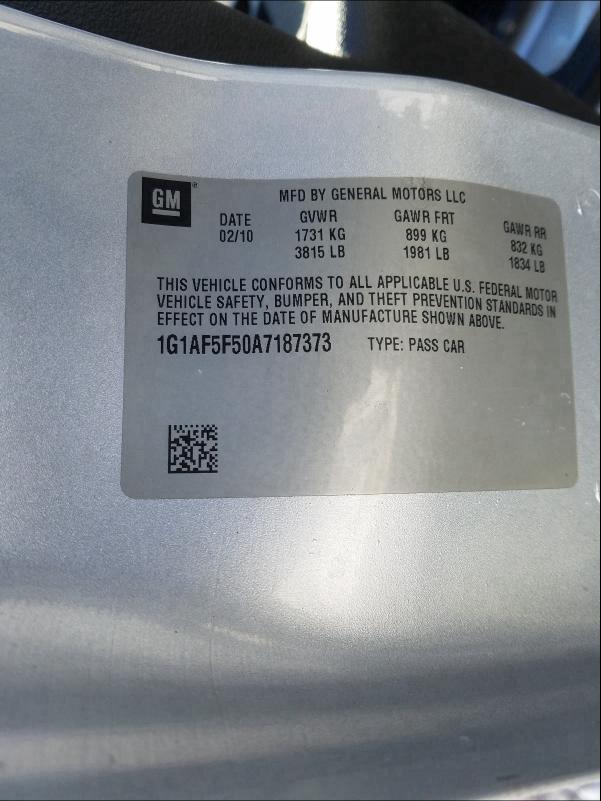 GM ®
MFD BY GENERAL MOTORS LLC
DATE GVWR GAWR FRT GAWR RR
02/10 1731 KG 899 KG 832 KG
3815 LB 1981 LB 1834 LB
THIS VEHICLE CONFORMS TO ALL APPLICABLE U.S. FEDERAL MOTOR
VEHICLE SAFETY, BUMPER, AND THEFT PREVENTION STANDARDS IN
EFFECT ON THE DATE OF MANUFACTURE SHOWN ABOVE.
1G1AF5F50A7187373 TYPE: PASS CAR